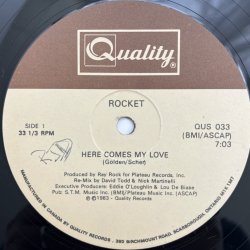 Quality®
ROCKET
SIDE 1
33 1/3 RPM
QUS 033
(BMI/ASCAP)
7:03
HERE COMES MY LOVE
(Golden/Scher)
Produced by Ray Rock for Plateau Records, Inc.
Re-Mix by David Todd & Nick Martinelli
Executive Producers: Eddie O'Loughlin & Lou De Biase
Pub: S.T.M. Music Inc. (BMI)/Plateau Music Inc. (ASCAP)
℗©1983 - Quality Records
MANUFACTURED IN CANADA BY QUALITY RECORDS - 380 BIRCHMOUNT ROAD, SCARBOROUGH, ONTARIO M1K 1M7